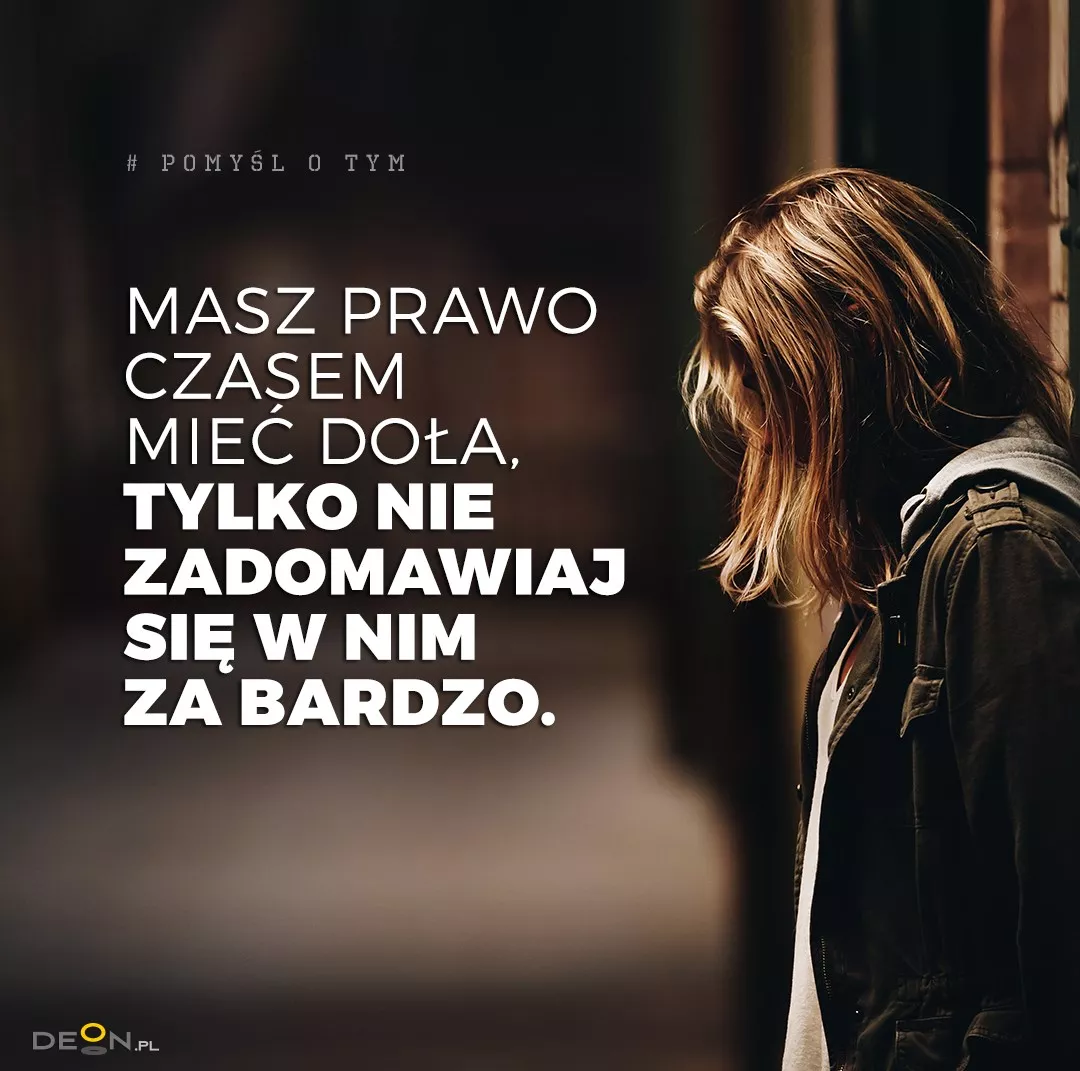 # POMYŚL O TYM
MASZ PRAWO
CZASEM
MIEĆ DOŁA,
TYLKO NIE
ZADOMAWIAJ
SIĘ W NIM
ZA BARDZO.
DEON.PL